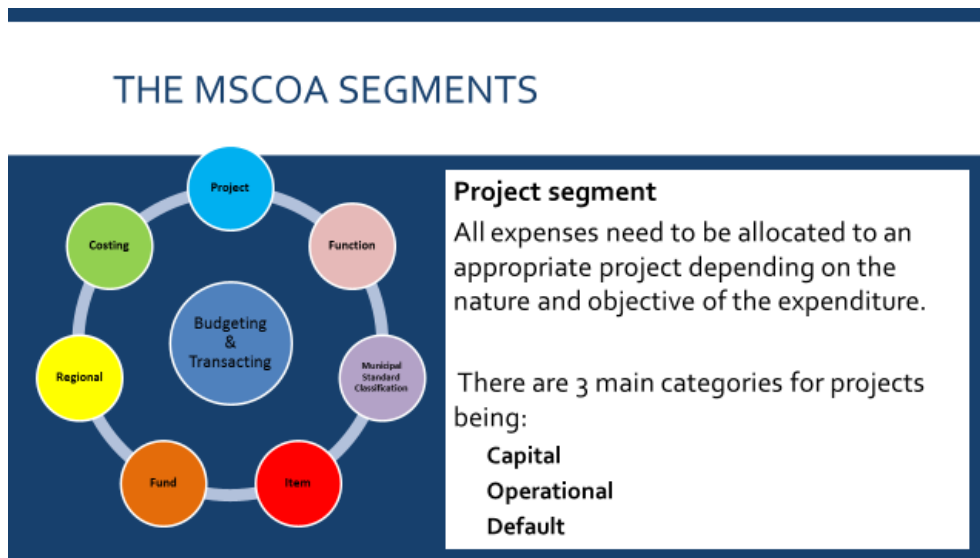 THE MSCOA SEGMENTS
Project
Costing
Function
Budgeting
&
Transacting
Regional
Municipal
Standard
Classification
Fund
Item
Project segment
All expenses need to be allocated to an
appropriate project depending on the
nature and objective of the expenditure.
There are 3 main categories for projects
being:
Capital
Operational
Default